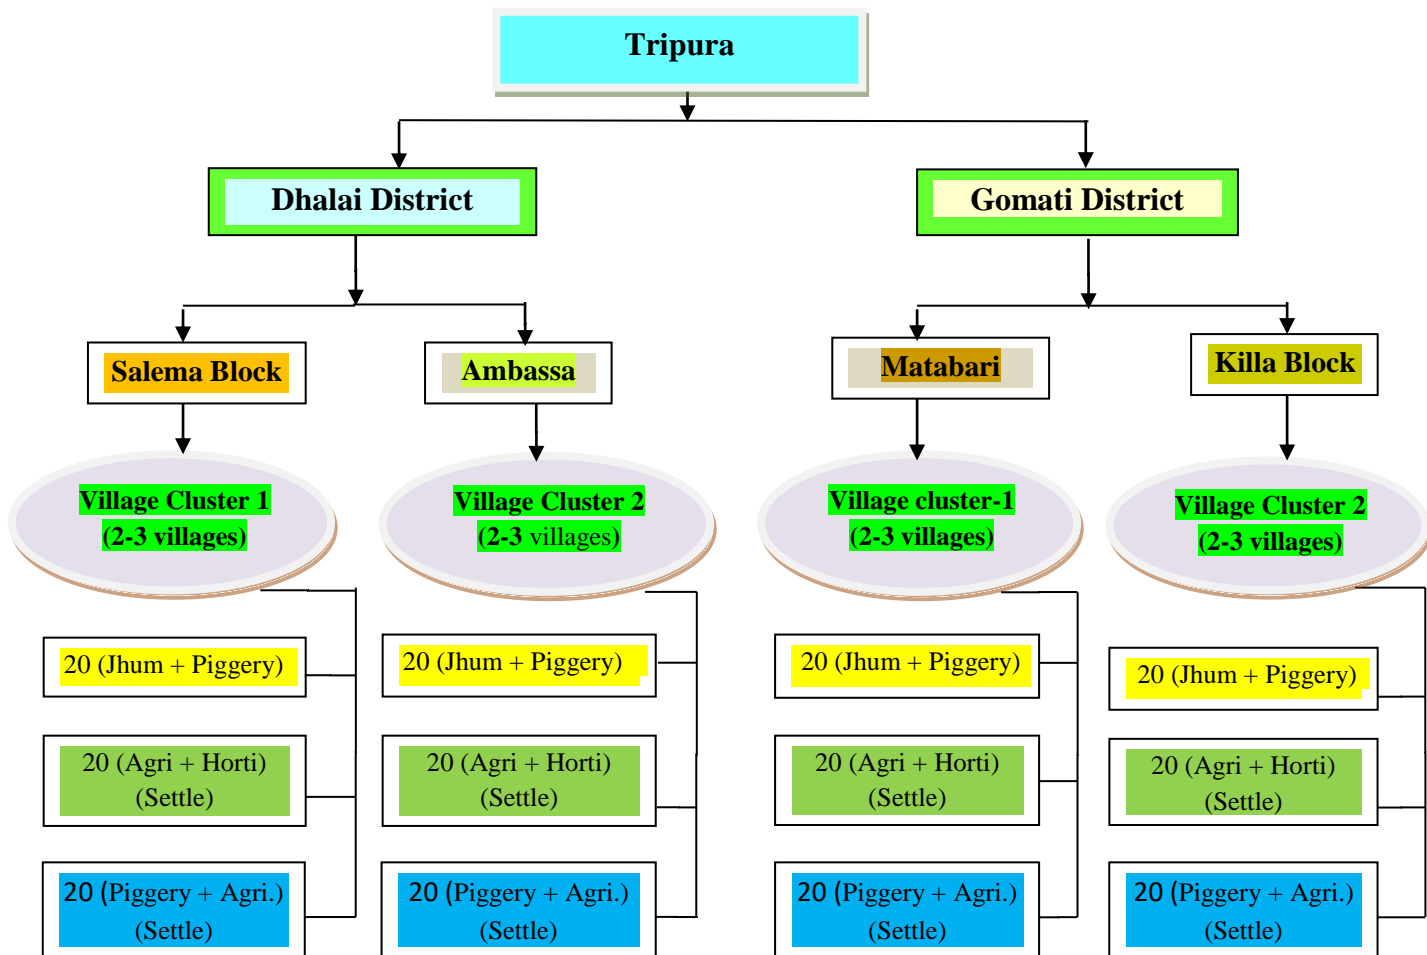 Tripura
Dhalai District
Gomati District
Salema Block
Ambassa
Matabari
Killa Block
Village Cluster 1
(2-3 villages)
Village Cluster 2
(2-3 villages)
Village cluster-1
(2-3 villages)
Village Cluster 2
(2-3 villages)
20 (Jhum + Piggery)
20 (Jhum + Piggery)
20 (Jhum + Piggery)
20 (Jhum + Piggery)
20 (Agri + Horti)
(Settle)
20 (Agri + Horti)
(Settle)
20 (Agri + Horti)
(Settle)
20 (Agri + Horti)
(Settle)
20 (Piggery + Agri.)
(Settle)
20 (Piggery + Agri.)
(Settle)
20 (Piggery + Agri.)
(Settle)
20 (Piggery + Agri.)
(Settle)